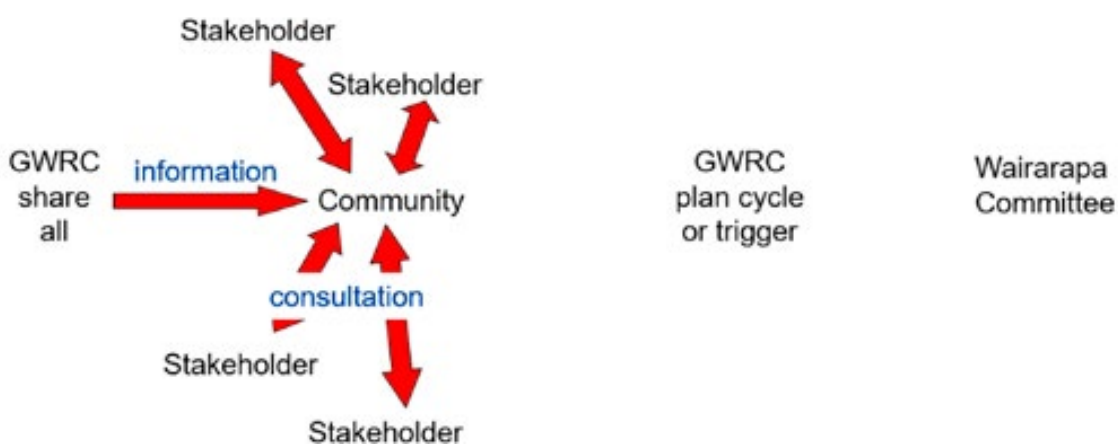 Stakeholder
Stakeholder
GWRC
share
all
information
Community
GWRC
plan cycle
or trigger
Wairarapa
Committee
consultation
Stakeholder
Stakeholder